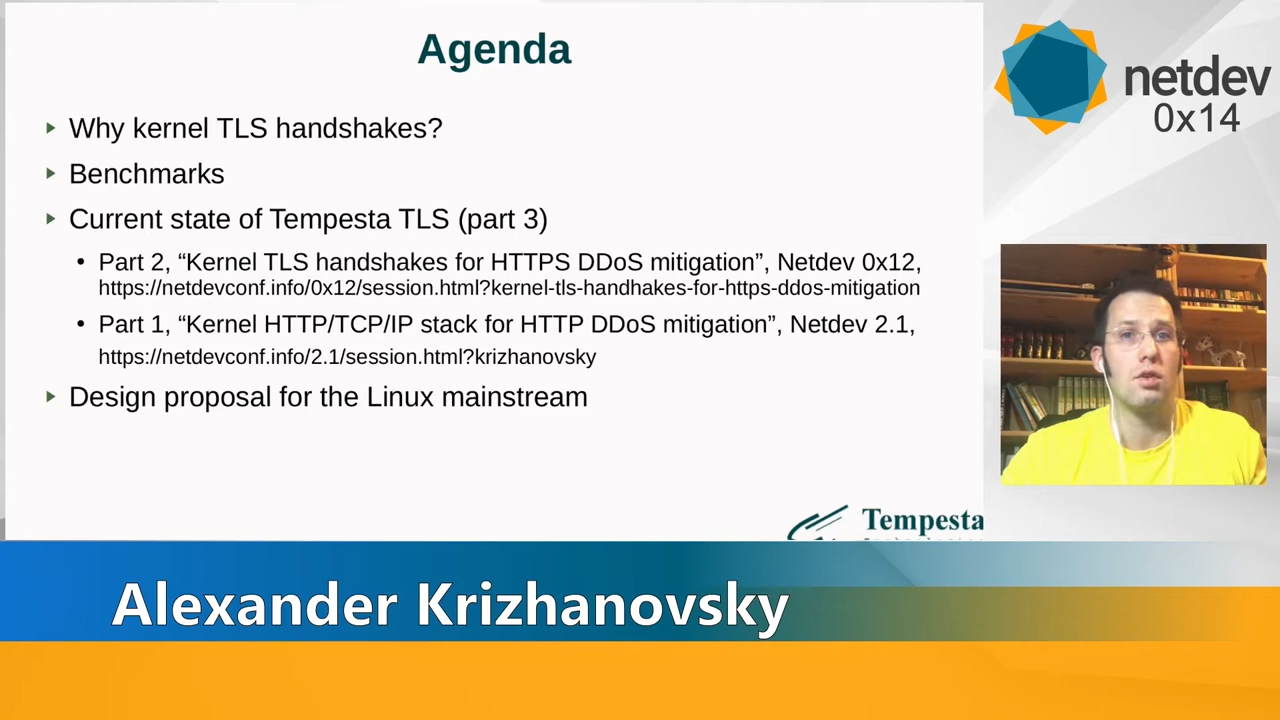 Agenda
Why kernel TLS handshakes?
Benchmarks
Current state of Tempesta TLS (part 3)
Part 2, “Kernel TLS handshakes for HTTPS DDoS mitigation”, Netdev 0x12,
https://netdevconf.info/0x12/session.html?kernel-tls-handhakes-for-https-ddos-mitigation
Part 1, “Kernel HTTP/TCP/IP stack for HTTP DDoS mitigation”, Netdev 2.1,
https://netdevconf.info/2.1/session.html?krizhanovsky
Design proposal for the Linux mainstream
Tempesta
netdev
0x14
Alexander Krizhanovsky